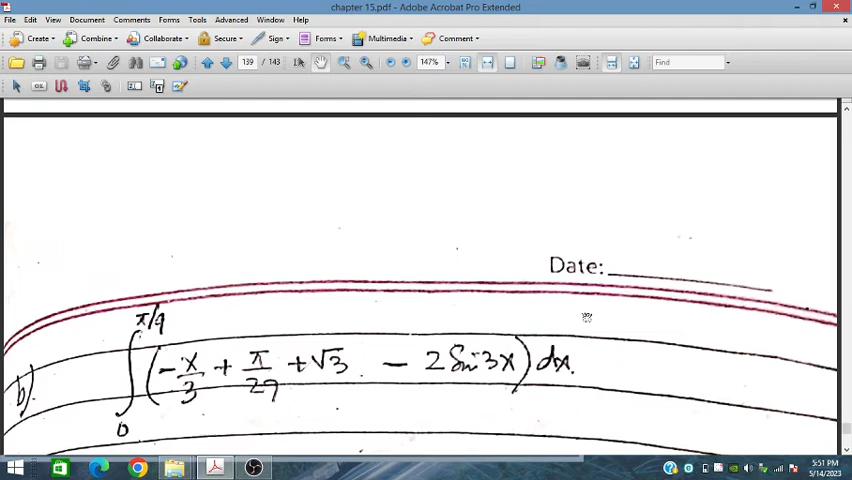 chapter 15.pdf - Adobe Acrobat Pro Extended
File Edit View Document Comments Forms Tools Advanced Window Help
Create Combine Collaborate Secure Sign Forms Multimedia Comment
139 / 143 147% Find
Date:
b) ∫₀^{π/9} (-x/3 + π/27 + √3 - 2 Sin 3x) dx.
5:51 PM
5/14/2023